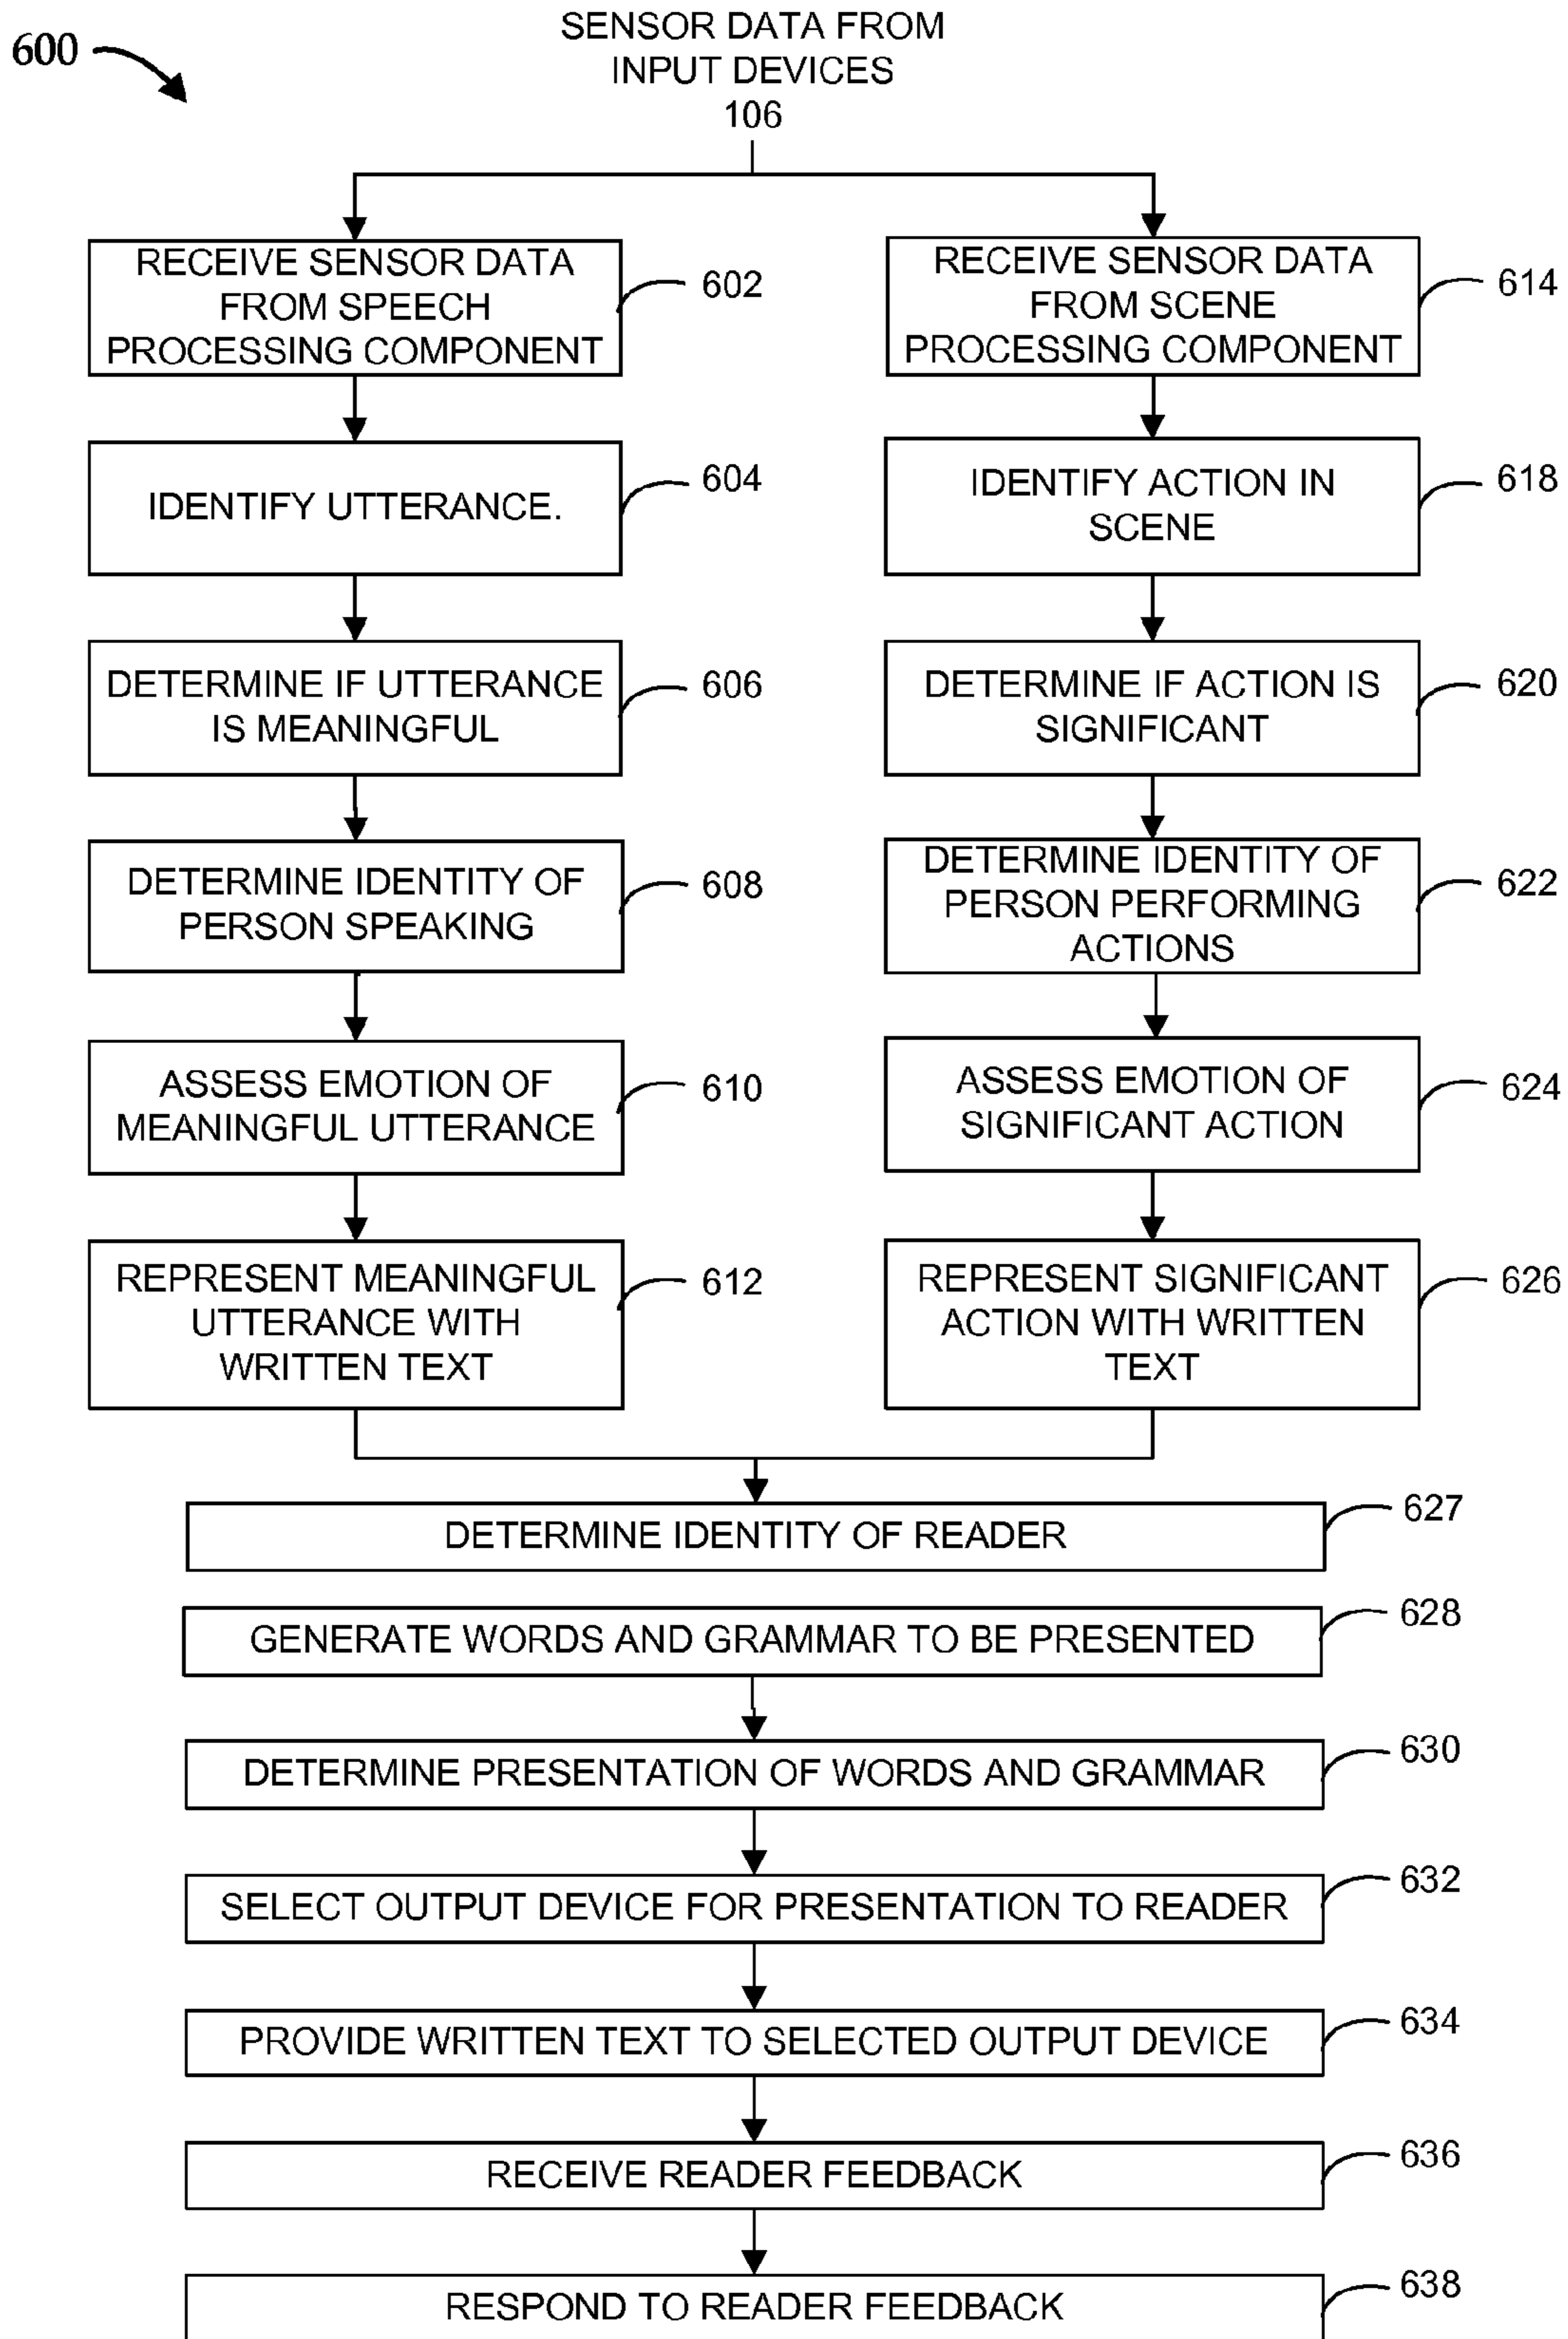 600
SENSOR DATA FROM
INPUT DEVICES
106
RECEIVE SENSOR DATA
FROM SPEECH
PROCESSING COMPONENT
602
IDENTIFY UTTERANCE.
604
DETERMINE IF UTTERANCE
IS MEANINGFUL
606
DETERMINE IDENTITY OF
PERSON SPEAKING
608
ASSESS EMOTION OF
MEANINGFUL UTTERANCE
610
REPRESENT MEANINGFUL
UTTERANCE WITH
WRITTEN TEXT
612
RECEIVE SENSOR DATA
FROM SCENE
PROCESSING COMPONENT
614
IDENTIFY ACTION IN
SCENE
618
DETERMINE IF ACTION IS
SIGNIFICANT
620
DETERMINE IDENTITY OF
PERSON PERFORMING
ACTIONS
622
ASSESS EMOTION OF
SIGNIFICANT ACTION
624
REPRESENT SIGNIFICANT
ACTION WITH WRITTEN
TEXT
626
DETERMINE IDENTITY OF READER
627
GENERATE WORDS AND GRAMMAR TO BE PRESENTED
628
DETERMINE PRESENTATION OF WORDS AND GRAMMAR
630
SELECT OUTPUT DEVICE FOR PRESENTATION TO READER
632
PROVIDE WRITTEN TEXT TO SELECTED OUTPUT DEVICE
634
RECEIVE READER FEEDBACK
636
RESPOND TO READER FEEDBACK
638